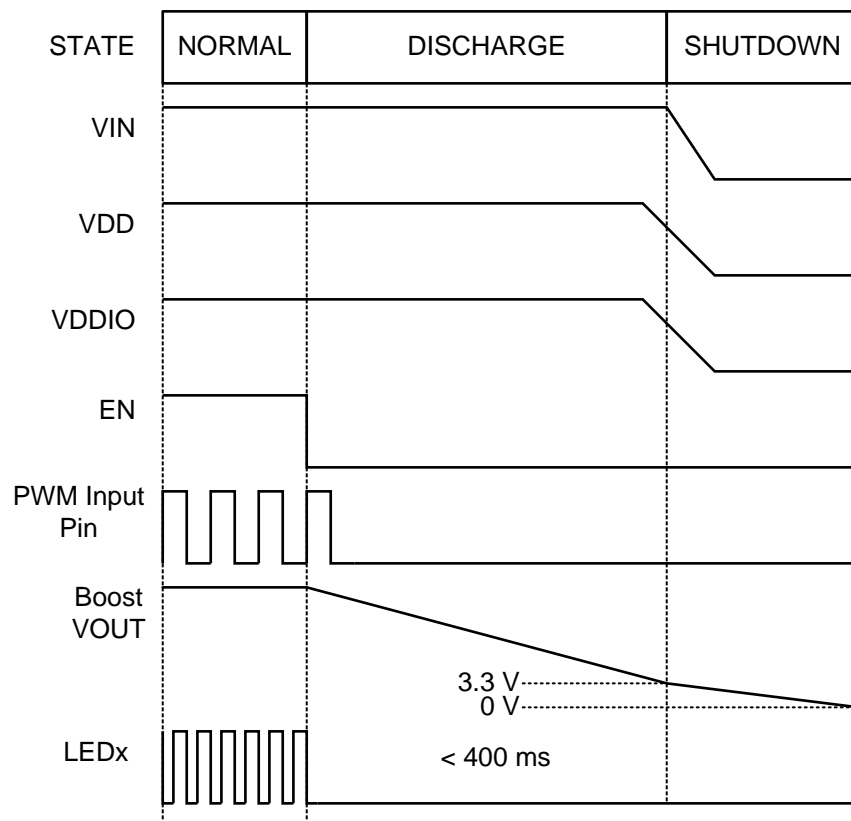 STATE NORMAL DISCHARGE SHUTDOWN
VIN
VDD
VDDIO
EN
PWM Input
Pin
Boost
VOUT
3.3 V
0 V
LEDx
< 400 ms